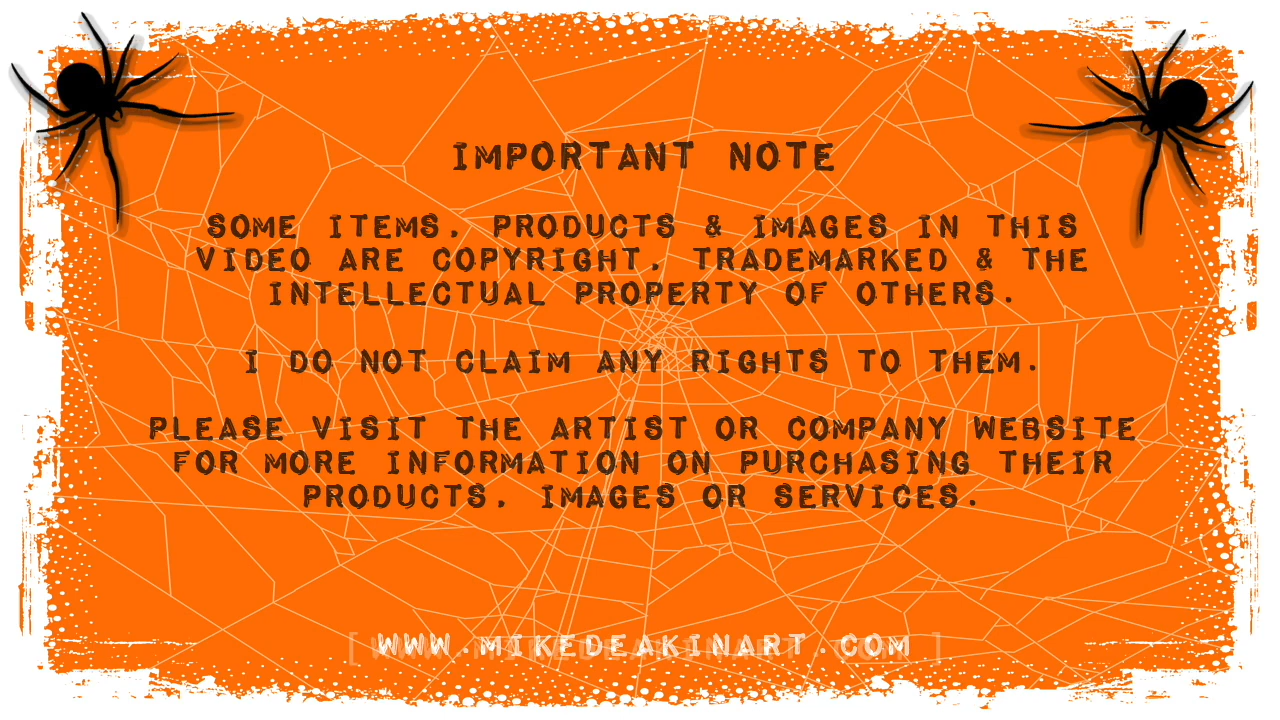 IMPORTANT NOTE
SOME ITEMS, PRODUCTS & IMAGES IN THIS
VIDEO ARE COPYRIGHT, TRADEMARKED & THE
INTELLECTUAL PROPERTY OF OTHERS.
I DO NOT CLAIM ANY RIGHTS TO THEM.
PLEASE VISIT THE ARTIST OR COMPANY WEBSITE
FOR MORE INFORMATION ON PURCHASING THEIR
PRODUCTS, IMAGES OR SERVICES.
[ WWW.MIKEDEAKINART.COM ]